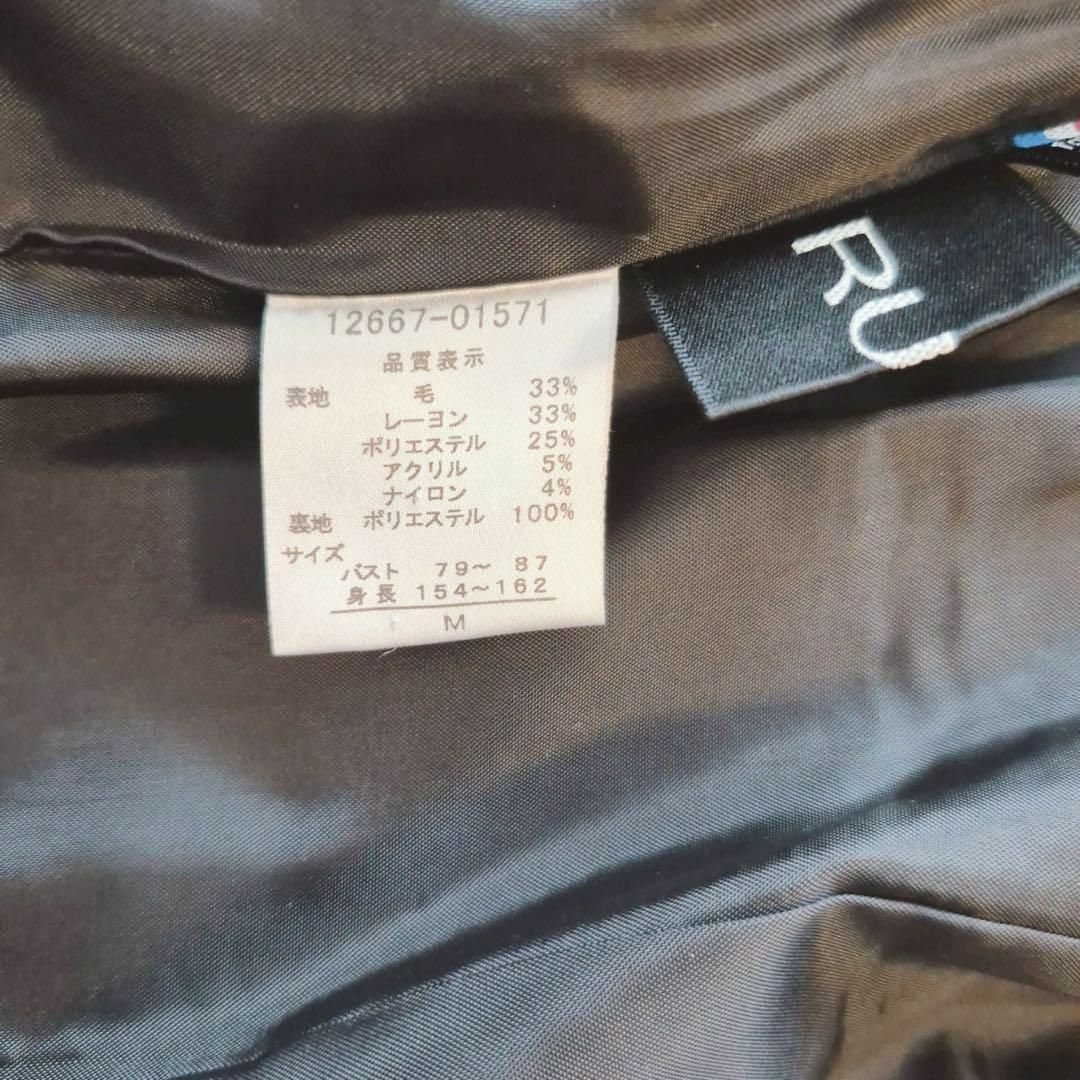 12667-01571
品質表示
表地 毛 33%
レーヨン 33%
ポリエステル 25%
アクリル 5%
ナイロン 4%
裏地 ポリエステル 100%
サイズ
バスト 79〜 87
身長 154〜162
M
RU